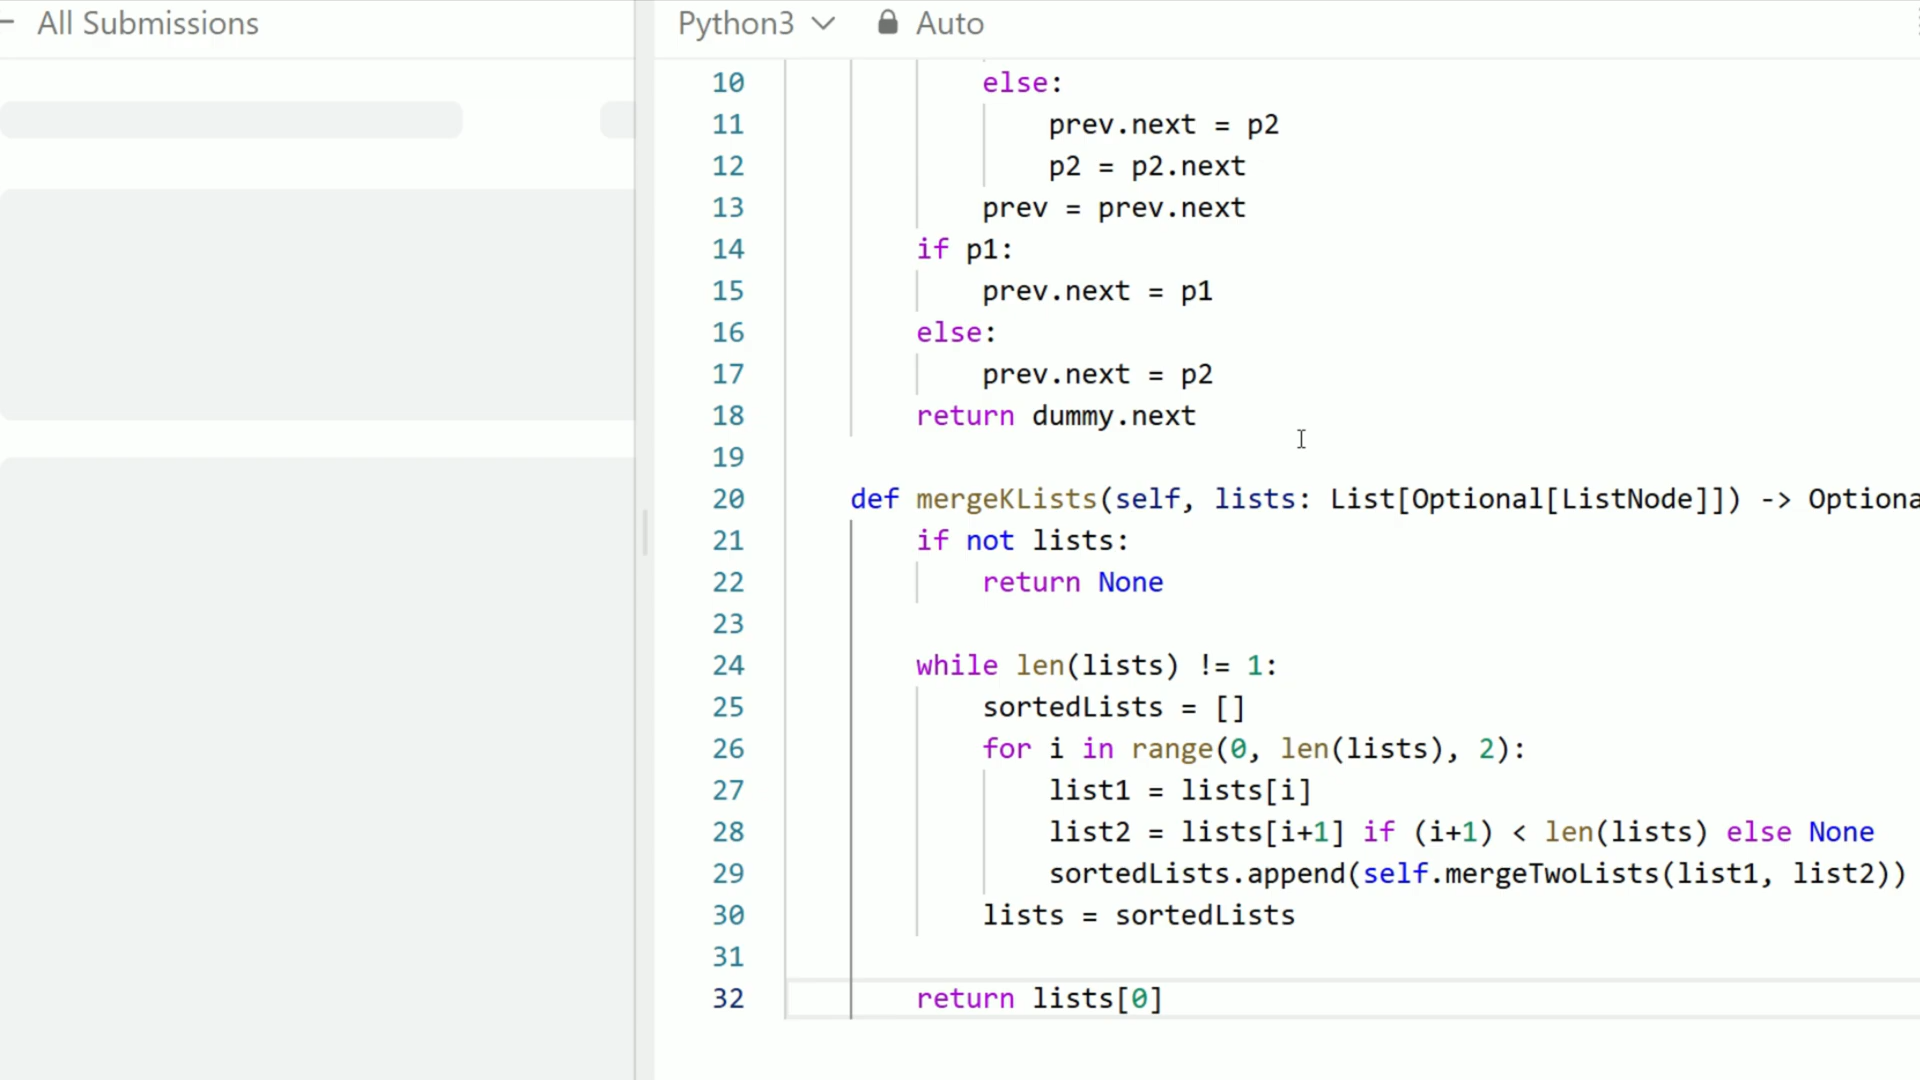 All Submissions
Python3 Auto
10 else:
11 prev.next = p2
12 p2 = p2.next
13 prev = prev.next
14 if p1:
15 prev.next = p1
16 else:
17 prev.next = p2
18 return dummy.next
19
20 def mergeKLists(self, lists: List[Optional[ListNode]]) -> Optiona
21 if not lists:
22 return None
23
24 while len(lists) != 1:
25 sortedLists = []
26 for i in range(0, len(lists), 2):
27 list1 = lists[i]
28 list2 = lists[i+1] if (i+1) < len(lists) else None
29 sortedLists.append(self.mergeTwoLists(list1, list2))
30 lists = sortedLists
31
32 return lists[0]